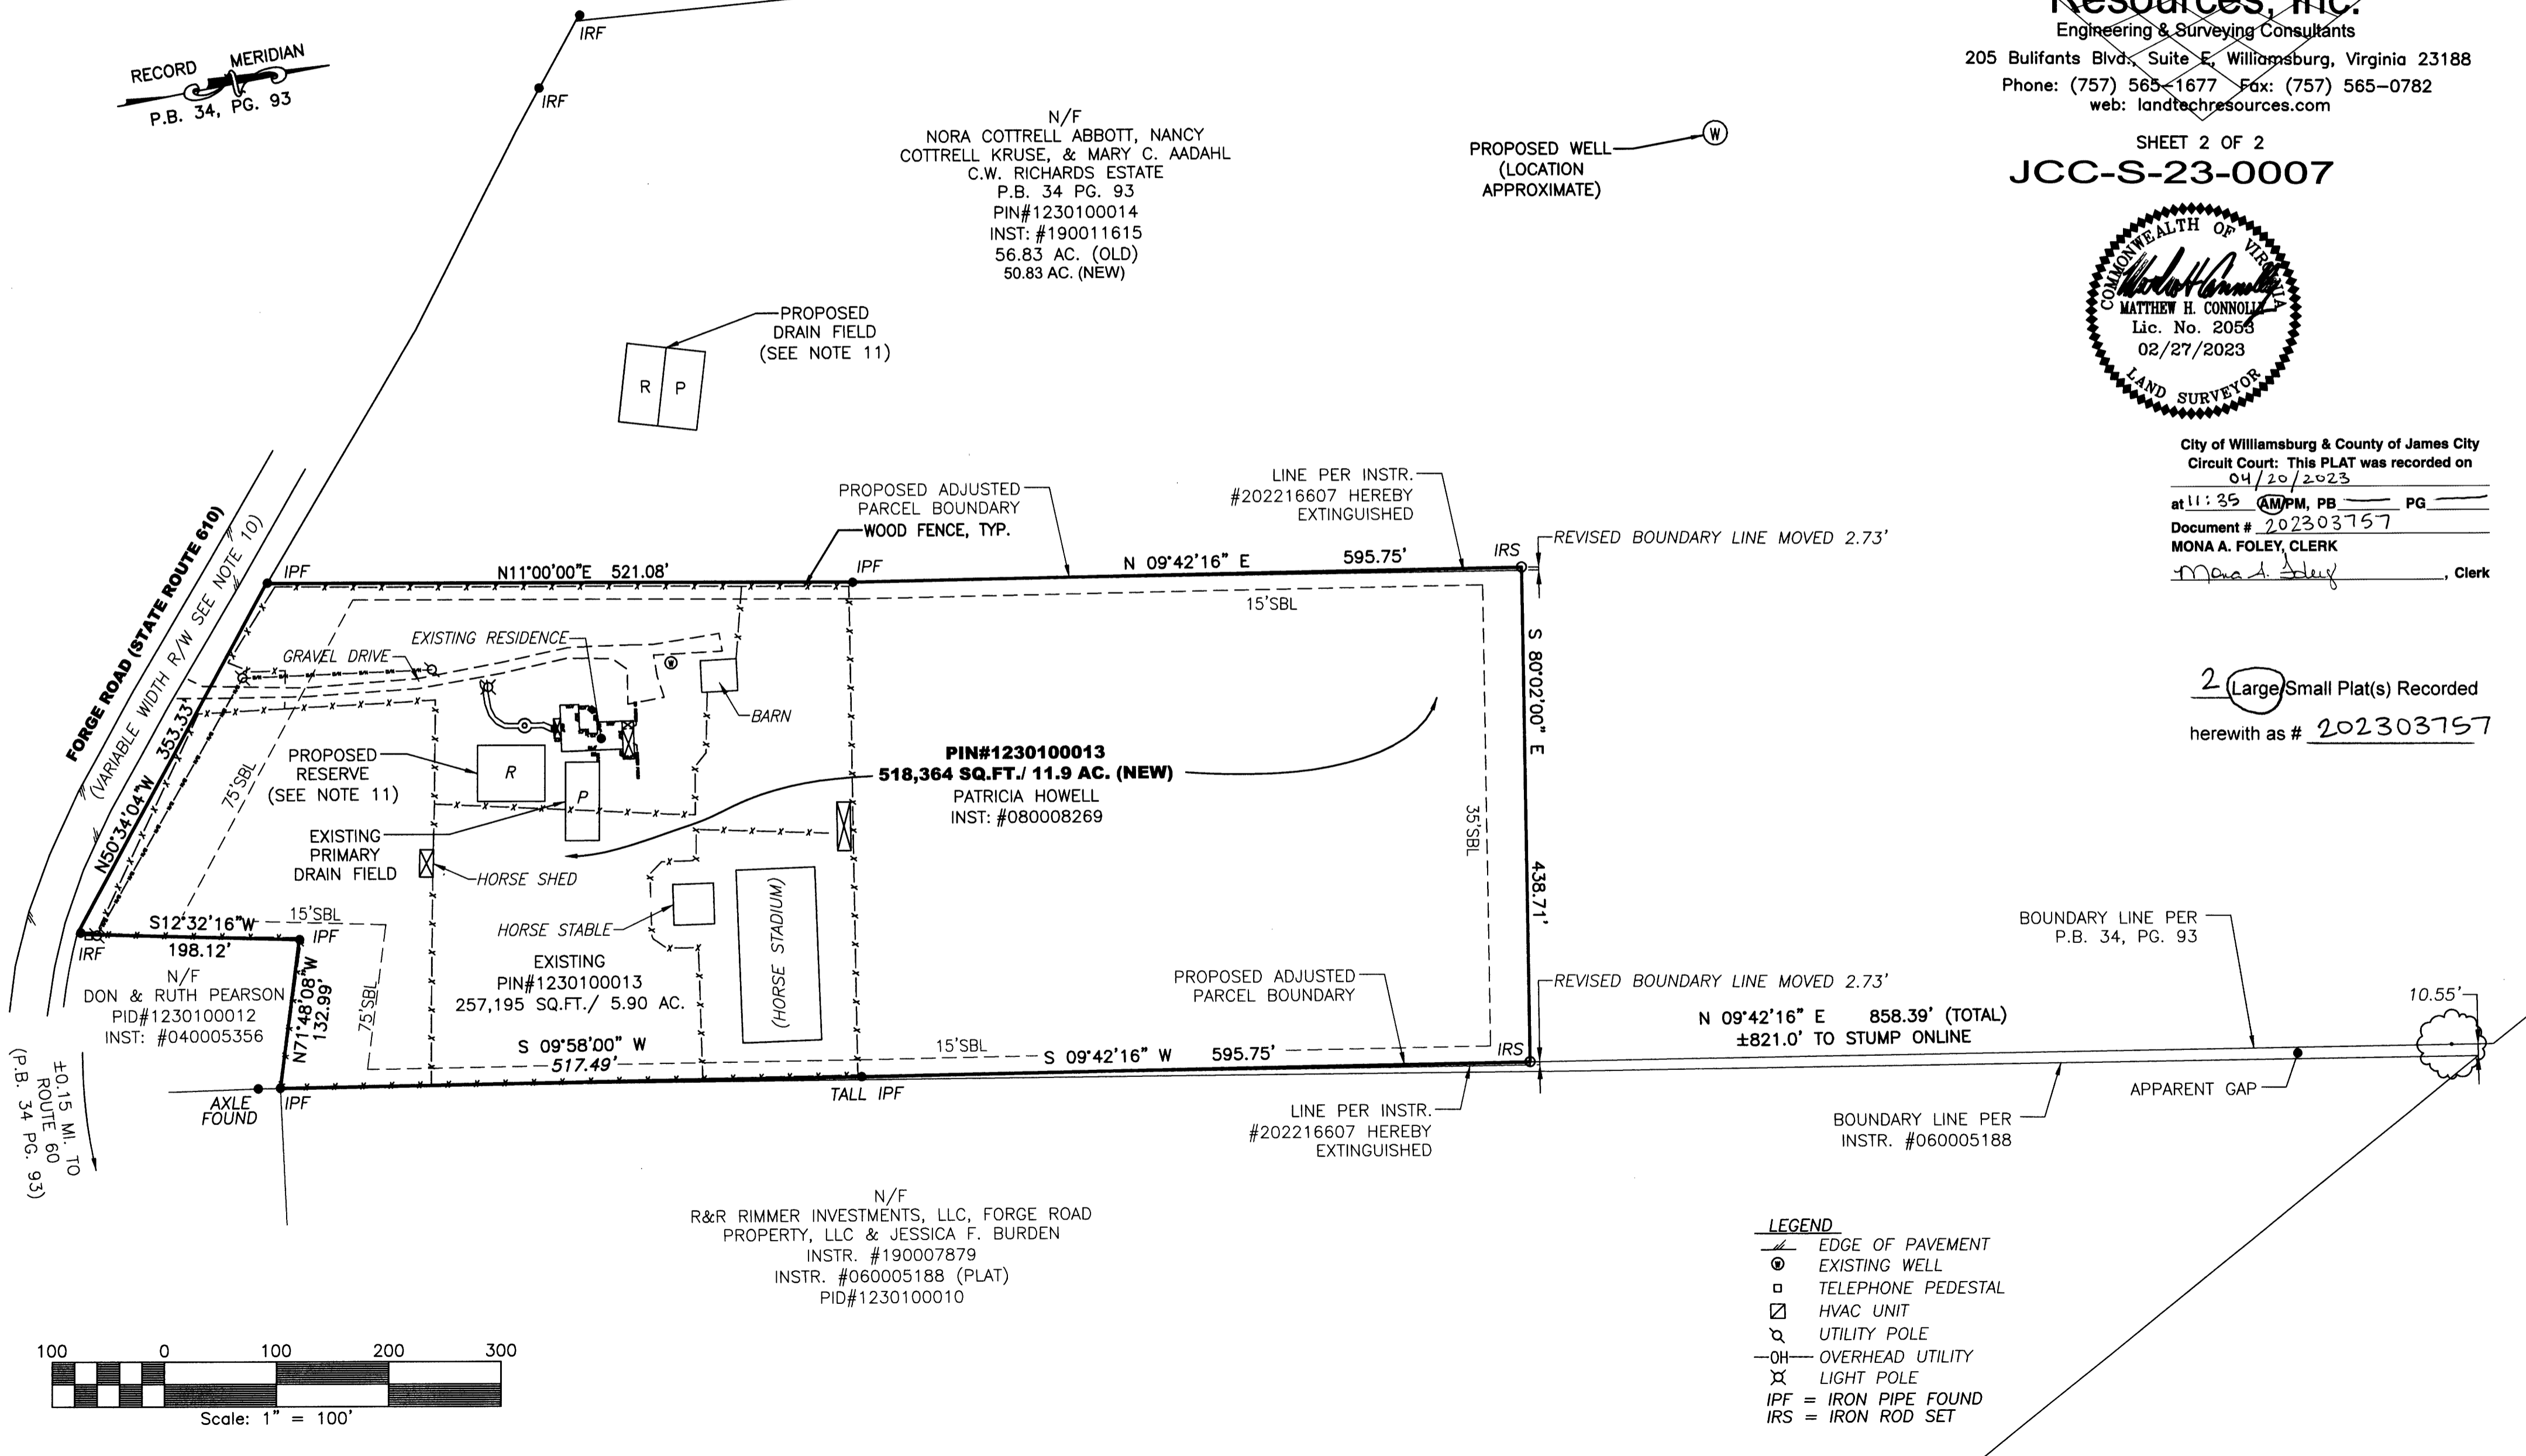 RECORD MERIDIAN
P.B. 34, PG. 93
IRF
IRF
N/F
NORA COTTRELL ABBOTT, NANCY
COTTRELL KRUSE, & MARY C. AADAHL
C.W. RICHARDS ESTATE
P.B. 34 PG. 93
PIN#1230100014
INST: #190011615
56.83 AC. (OLD)
50.83 AC. (NEW)
PROPOSED WELL
(LOCATION
APPROXIMATE)
W
Resources, Inc.
Engineering & Surveying Consultants
205 Bulifants Blvd., Suite E, Williamsburg, Virginia 23188
Phone: (757) 565-1677 Fax: (757) 565-0782
web: landtechresources.com
SHEET 2 OF 2
JCC-S-23-0007
COMMONWEALTH OF VIRGINIA
MATTHEW H. CONNOLLY
Lic. No. 2053
02/27/2023
LAND SURVEYOR
City of Williamsburg & County of James City
Circuit Court: This PLAT was recorded on
04/20/2023
at 11:35 AM/PM, PB PG
Document # 202303757
MONA A. FOLEY, CLERK
Mona A. Foley, Clerk
2 Large/Small Plat(s) Recorded
herewith as # 202303757
PROPOSED
DRAIN FIELD
(SEE NOTE 11)
R P
FORGE ROAD (STATE ROUTE 610)
(VARIABLE WIDTH R/W SEE NOTE 10)
PROPOSED ADJUSTED
PARCEL BOUNDARY
WOOD FENCE, TYP.
LINE PER INSTR.
#202216607 HEREBY
EXTINGUISHED
IPF
N11°00'00"E 521.08'
IPF
N 09°42'16" E 595.75'
IRS
REVISED BOUNDARY LINE MOVED 2.73'
15'SBL
S 80°02'00" E
438.71'
35'SBL
EXISTING RESIDENCE
GRAVEL DRIVE
W
BARN
N50°34'04"W 353.33'
75'SBL
PROPOSED
RESERVE
(SEE NOTE 11)
R
P
EXISTING
PRIMARY
DRAIN FIELD
HORSE SHED
HORSE STABLE
(HORSE STADIUM)
PIN#1230100013
518,364 SQ.FT./ 11.9 AC. (NEW)
PATRICIA HOWELL
INST: #080008269
S12°32'16"W
198.12'
15'SBL
IRF
IPF
N/F
DON & RUTH PEARSON
PID#1230100012
INST: #040005356
N71°48'08"W
132.99'
75'SBL
EXISTING
PIN#1230100013
257,195 SQ.FT./ 5.90 AC.
S 09°58'00" W
517.49'
15'SBL
S 09°42'16" W 595.75'
IRS
PROPOSED ADJUSTED
PARCEL BOUNDARY
REVISED BOUNDARY LINE MOVED 2.73'
N 09°42'16" E 858.39' (TOTAL)
±821.0' TO STUMP ONLINE
BOUNDARY LINE PER
P.B. 34, PG. 93
10.55'
APPARENT GAP
BOUNDARY LINE PER
INSTR. #060005188
±0.15 MI. TO
ROUTE 60
(P.B. 34 PG. 93)
AXLE
FOUND
IPF
TALL IPF
LINE PER INSTR.
#202216607 HEREBY
EXTINGUISHED
N/F
R&R RIMMER INVESTMENTS, LLC, FORGE ROAD
PROPERTY, LLC & JESSICA F. BURDEN
INSTR. #190007879
INSTR. #060005188 (PLAT)
PID#1230100010
LEGEND
EDGE OF PAVEMENT
W EXISTING WELL
TELEPHONE PEDESTAL
HVAC UNIT
UTILITY POLE
OH OVERHEAD UTILITY
LIGHT POLE
IPF = IRON PIPE FOUND
IRS = IRON ROD SET
100 0 100 200 300
Scale: 1" = 100'